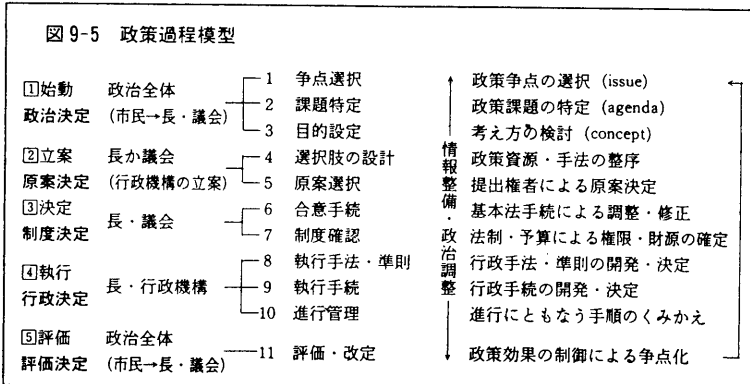 図9-5 政策過程模型
1始動 政治全体 1 争点選択 政策争点の選択 (issue)
政治決定 (市民→長・議会) 2 課題特定 政策課題の特定 (agenda)
3 目的設定 考え方の検討 (concept)
2立案 長か議会 4 選択肢の設計 政策資源・手法の整序
原案決定 (行政機構の立案) 5 原案選択 提出権者による原案決定
3決定 長・議会 6 合意手続 基本法手続による調整・修正
制度決定 7 制度確認 法制・予算による権限・財源の確定
4執行 長・行政機構 8 執行手法・準則 行政手法・準則の開発・決定
行政決定 9 執行手続 行政手続の開発・決定
10 進行管理 進行にともなう手順のくみかえ
5評価 政治全体 11 評価・改定 政策効果の制御による争点化
評価決定 (市民→長・議会)
情報整備・政治調整